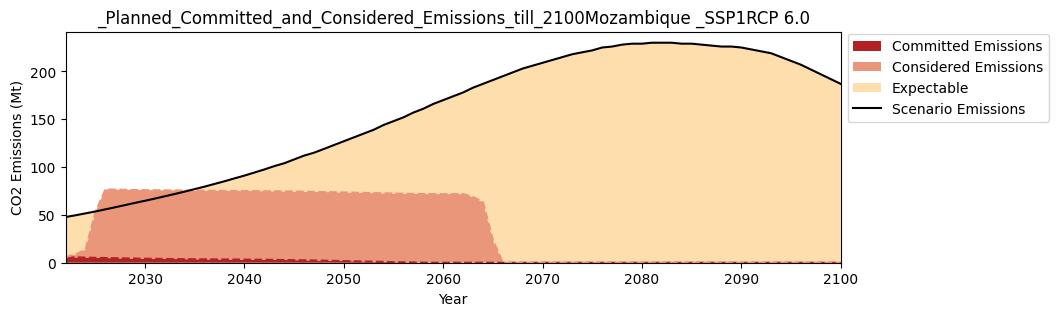 _Planned_Committed_and_Considered_Emissions_till_2100Mozambique _SSP1RCP 6.0
CO2 Emissions (Mt)
200
150
100
50
0
2030 2040 2050 2060 2070 2080 2090 2100
Year
Committed Emissions
Considered Emissions
Expectable
Scenario Emissions